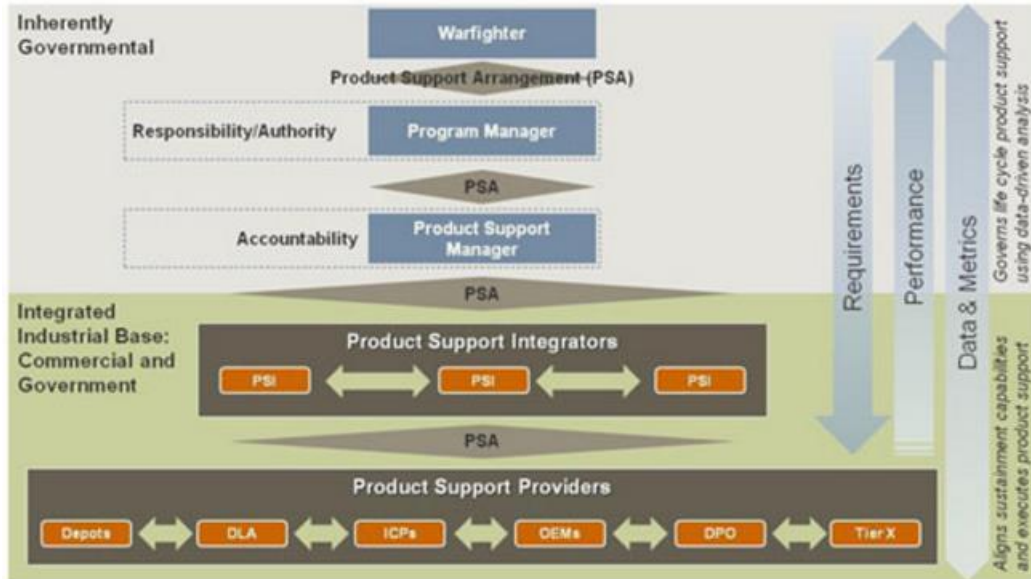 Inherently
Governmental
Warfighter
Product Support Arrangement (PSA)
Responsibility/Authority
Program Manager
PSA
Accountability
Product Support
Manager
PSA
Integrated
Industrial Base:
Commercial and
Government
Product Support Integrators
PSI
PSI
PSI
PSA
Product Support Providers
Depots
DLA
ICPs
OEMs
DPO
Tier X
Requirements
Performance
Data & Metrics
Governs life cycle product support
using data-driven analysis
Aligns sustainment capabilities
and executes product support